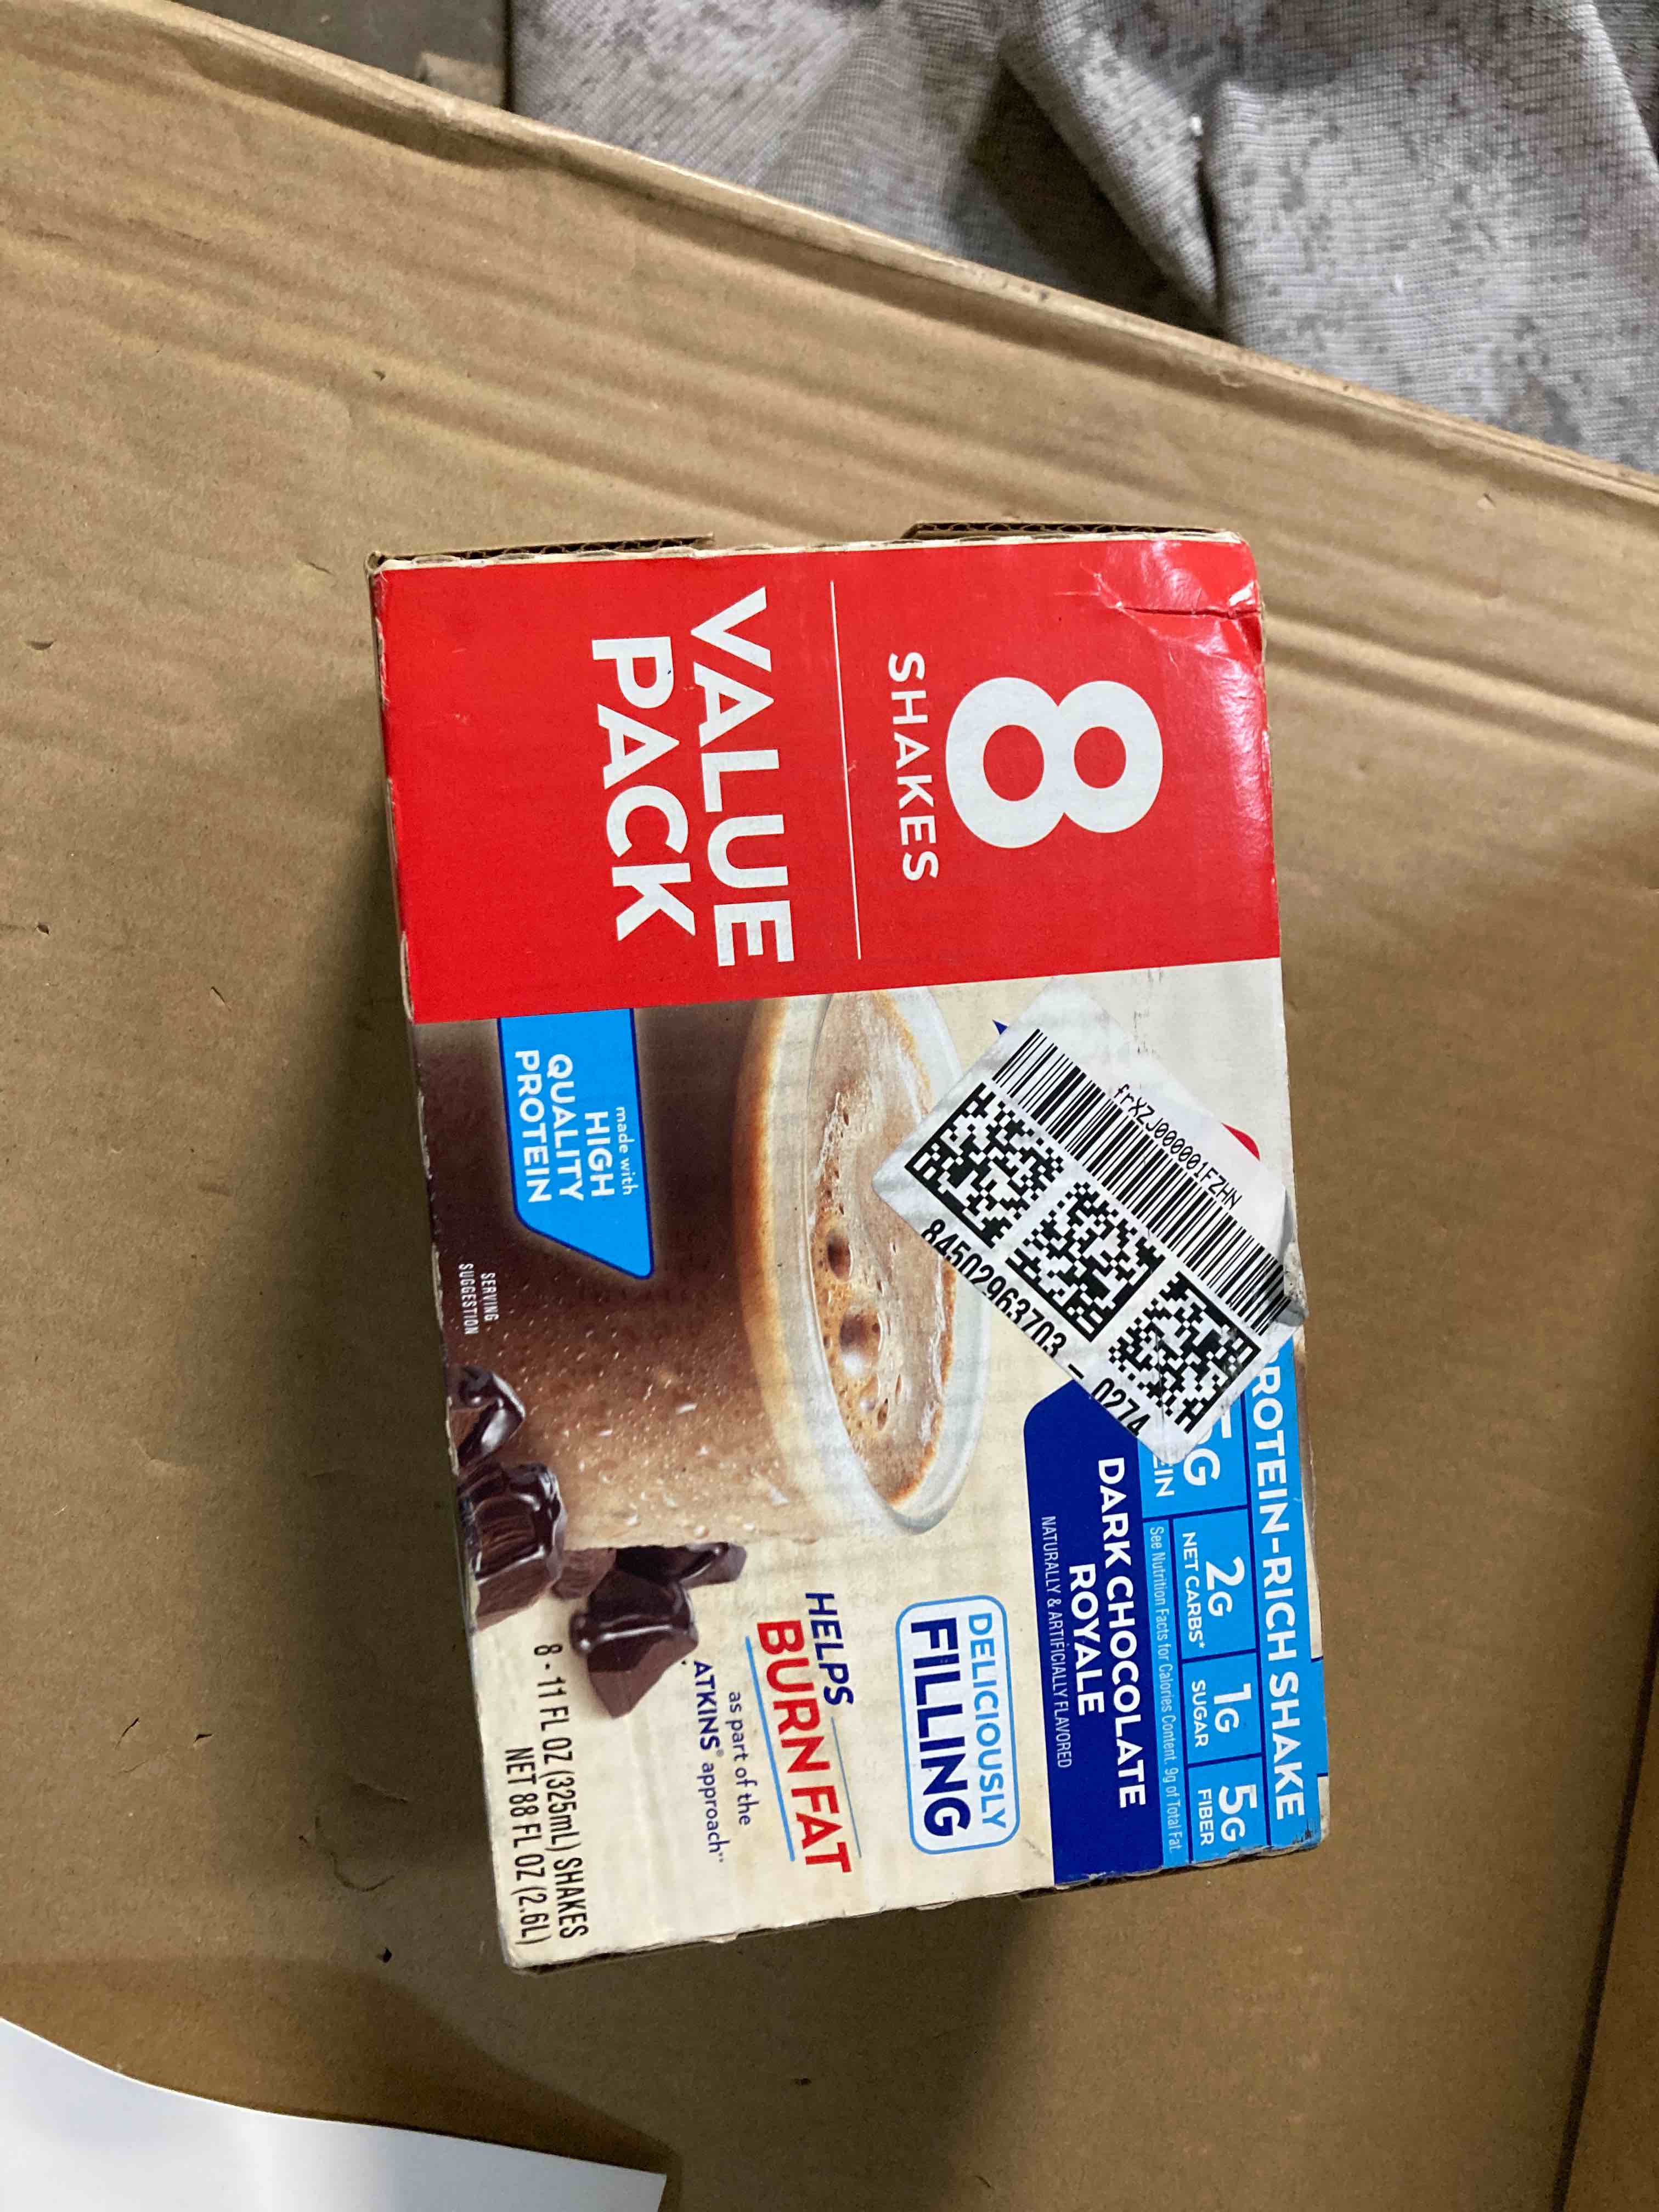 8
SHAKES
VALUE
PACK
made with
HIGH
QUALITY
PROTEIN
SERVING
SUGGESTION
frXZJ000001FZHN
84502963703 - 0274
ROTEIN-RICH SHAKE
2G
NET CARBS*
1G
SUGAR
5G
FIBER
See Nutrition Facts for Calories Content. 9g of Total Fat.
DARK CHOCOLATE
ROYALE
NATURALLY & ARTIFICIALLY FLAVORED
DELICIOUSLY
FILLING
HELPS
BURN FAT
as part of the
ATKINS® approach**
8 - 11 FL OZ (325mL) SHAKES
NET 88 FL OZ (2.6L)